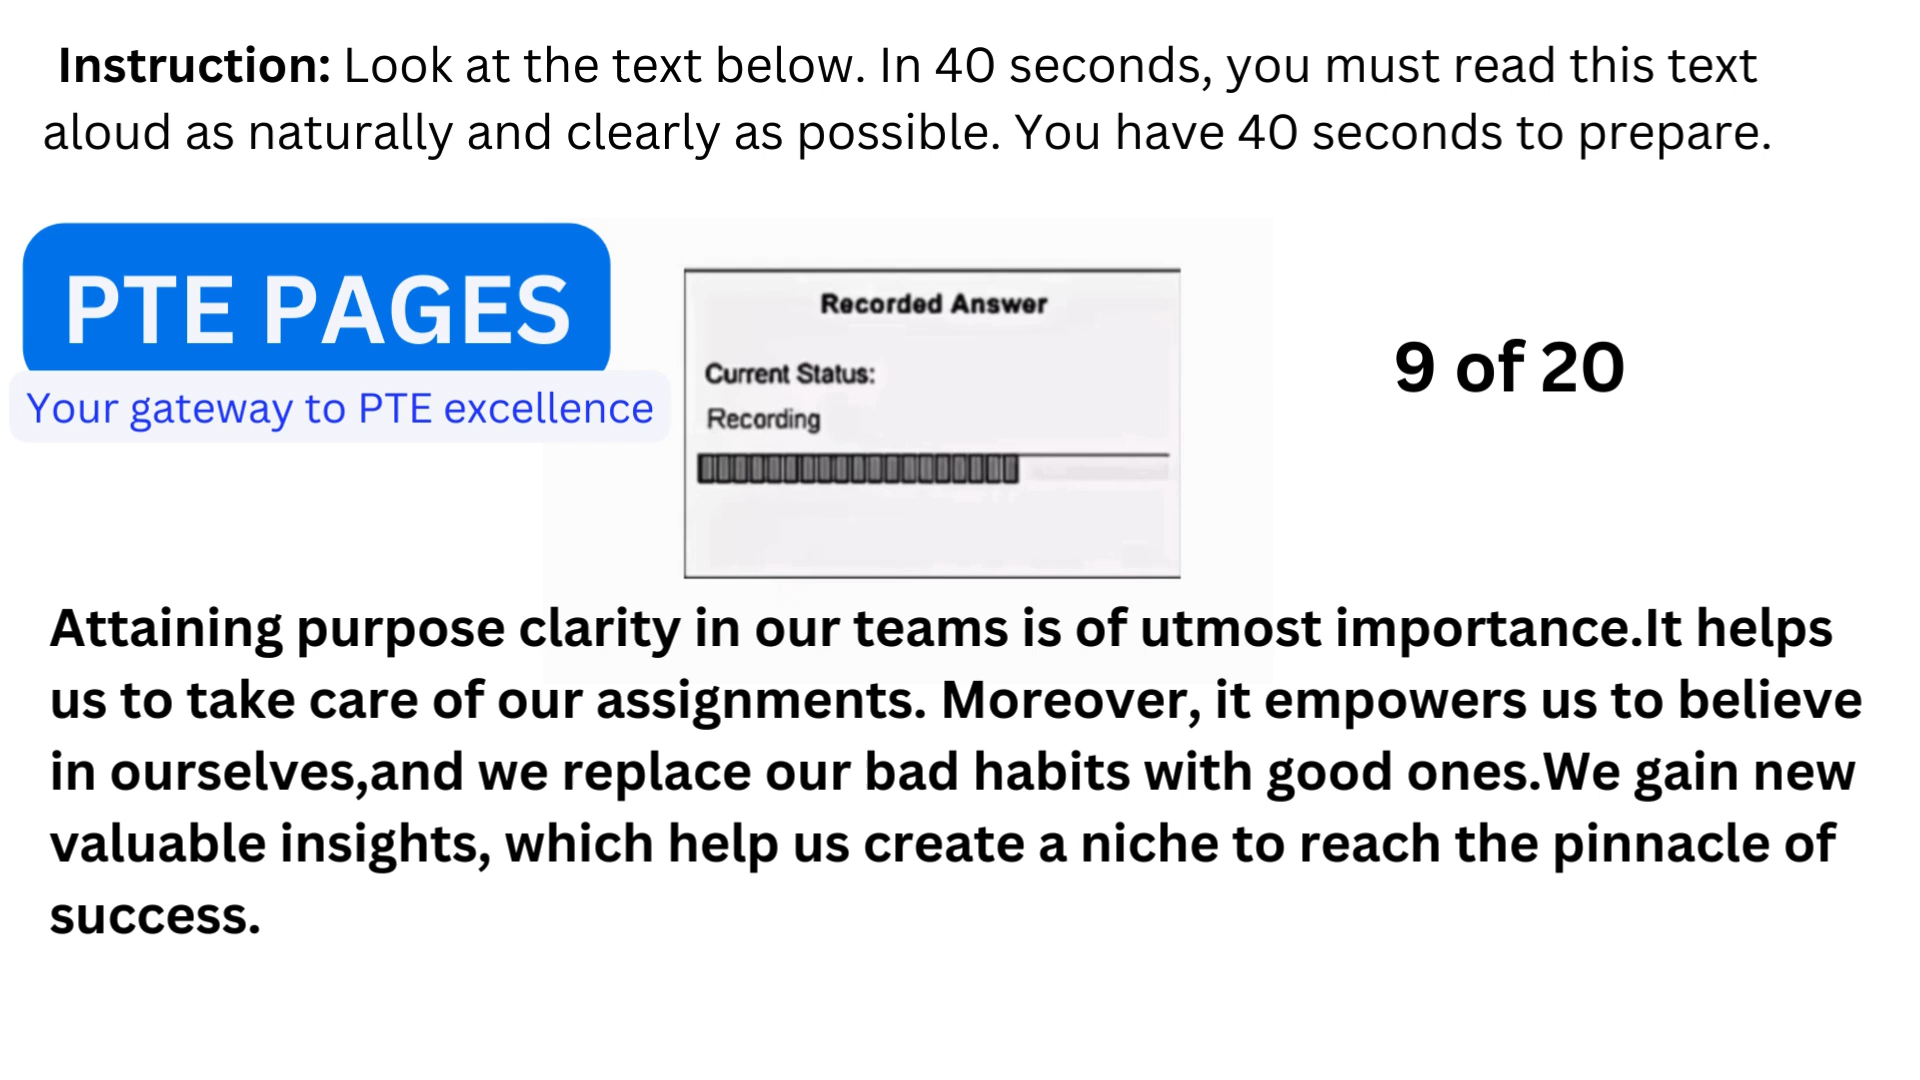 Instruction: Look at the text below. In 40 seconds, you must read this text
aloud as naturally and clearly as possible. You have 40 seconds to prepare.
PTE PAGES
Your gateway to PTE excellence
Recorded Answer
Current Status:
Recording
9 of 20
Attaining purpose clarity in our teams is of utmost importance.It helps
us to take care of our assignments. Moreover, it empowers us to believe
in ourselves,and we replace our bad habits with good ones.We gain new
valuable insights, which help us create a niche to reach the pinnacle of
success.